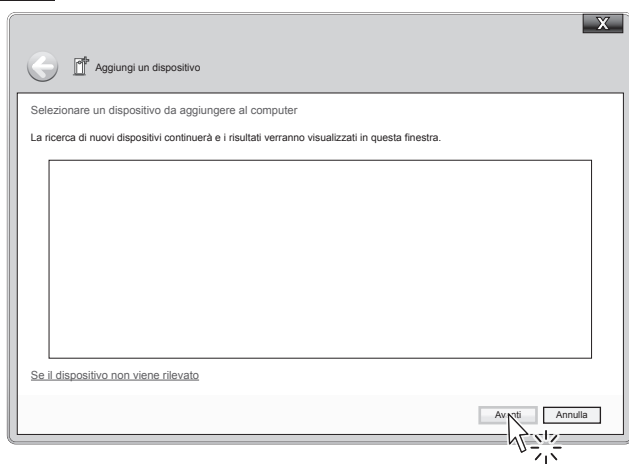 X
Aggiungi un dispositivo
Selezionare un dispositivo da aggiungere al computer
La ricerca di nuovi dispositivi continuerà e i risultati verranno visualizzati in questa finestra.
Se il dispositivo non viene rilevato
Avanti Annulla